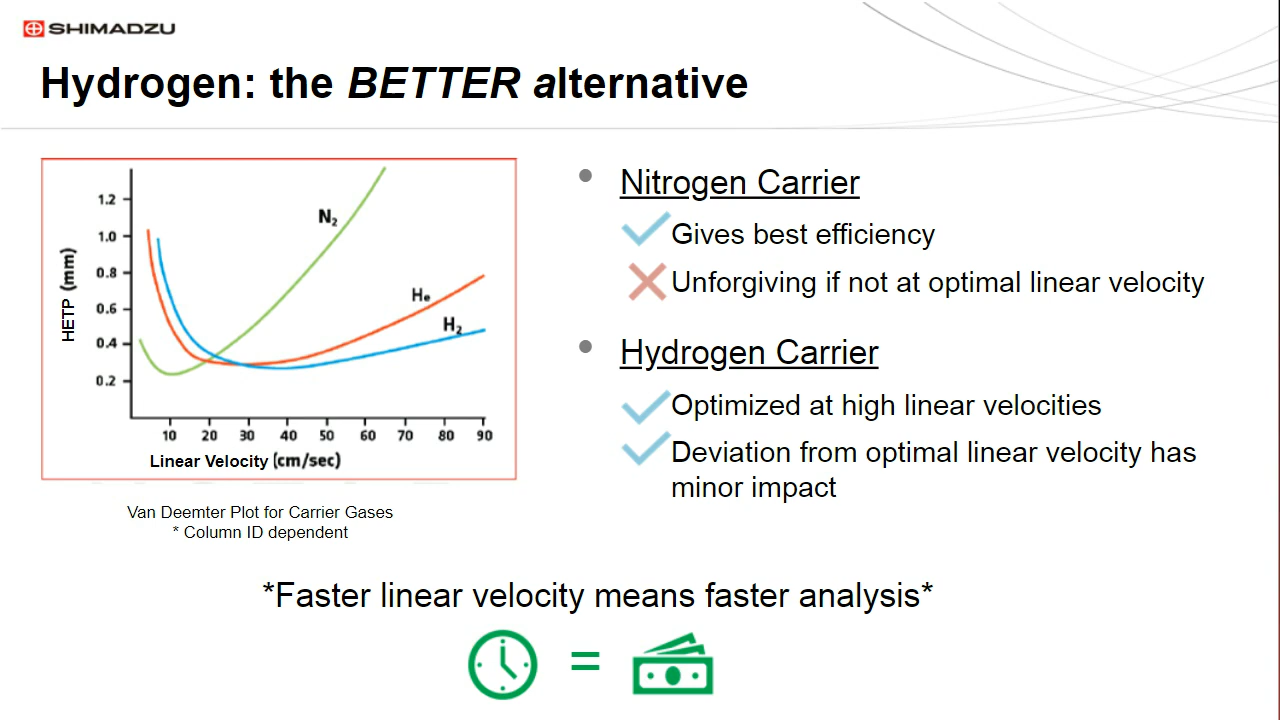 SHIMADZU
Hydrogen: the BETTER alternative
1.2
1.0
0.8
0.6
0.4
0.2
HETP (mm)
N₂
He
H₂
10 20 30 40 50 60 70 80 90
Linear Velocity (cm/sec)
Van Deemter Plot for Carrier Gases
* Column ID dependent
• Nitrogen Carrier
Gives best efficiency
Unforgiving if not at optimal linear velocity
• Hydrogen Carrier
Optimized at high linear velocities
Deviation from optimal linear velocity has
minor impact
*Faster linear velocity means faster analysis*
=